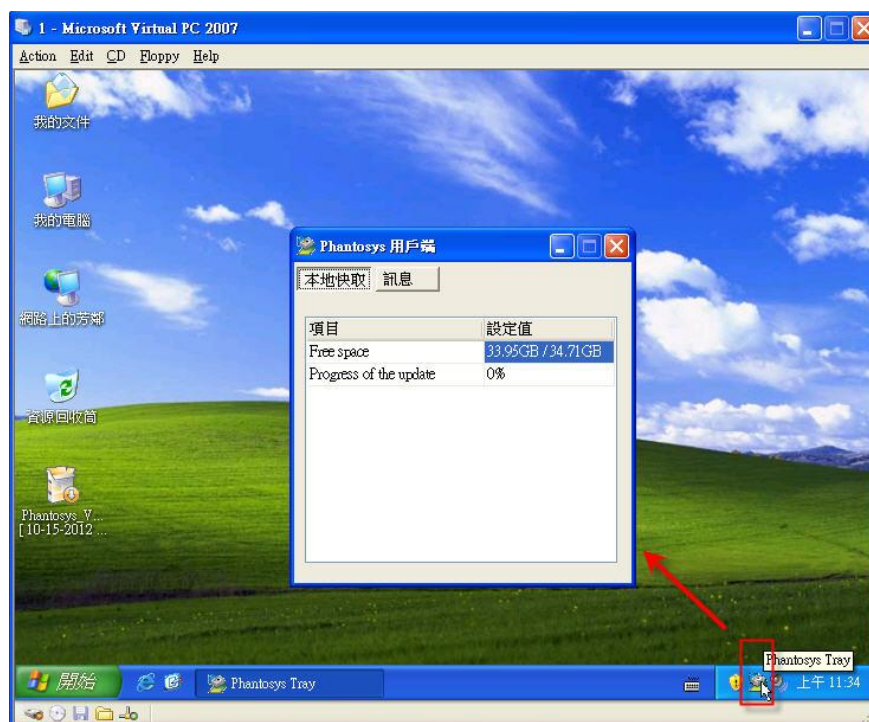 1 - Microsoft Virtual PC 2007
Action Edit CD Floppy Help
我的文件
我的電腦
網路上的芳鄰
資源回收筒
Phantosys_V...
[10-15-2012 ...
Phantosys 用戶端
本地快取 訊息
項目 設定值
Free space 33.95GB / 34.71GB
Progress of the update 0%
Phantosys Tray
開始 Phantosys Tray 上午 11:34